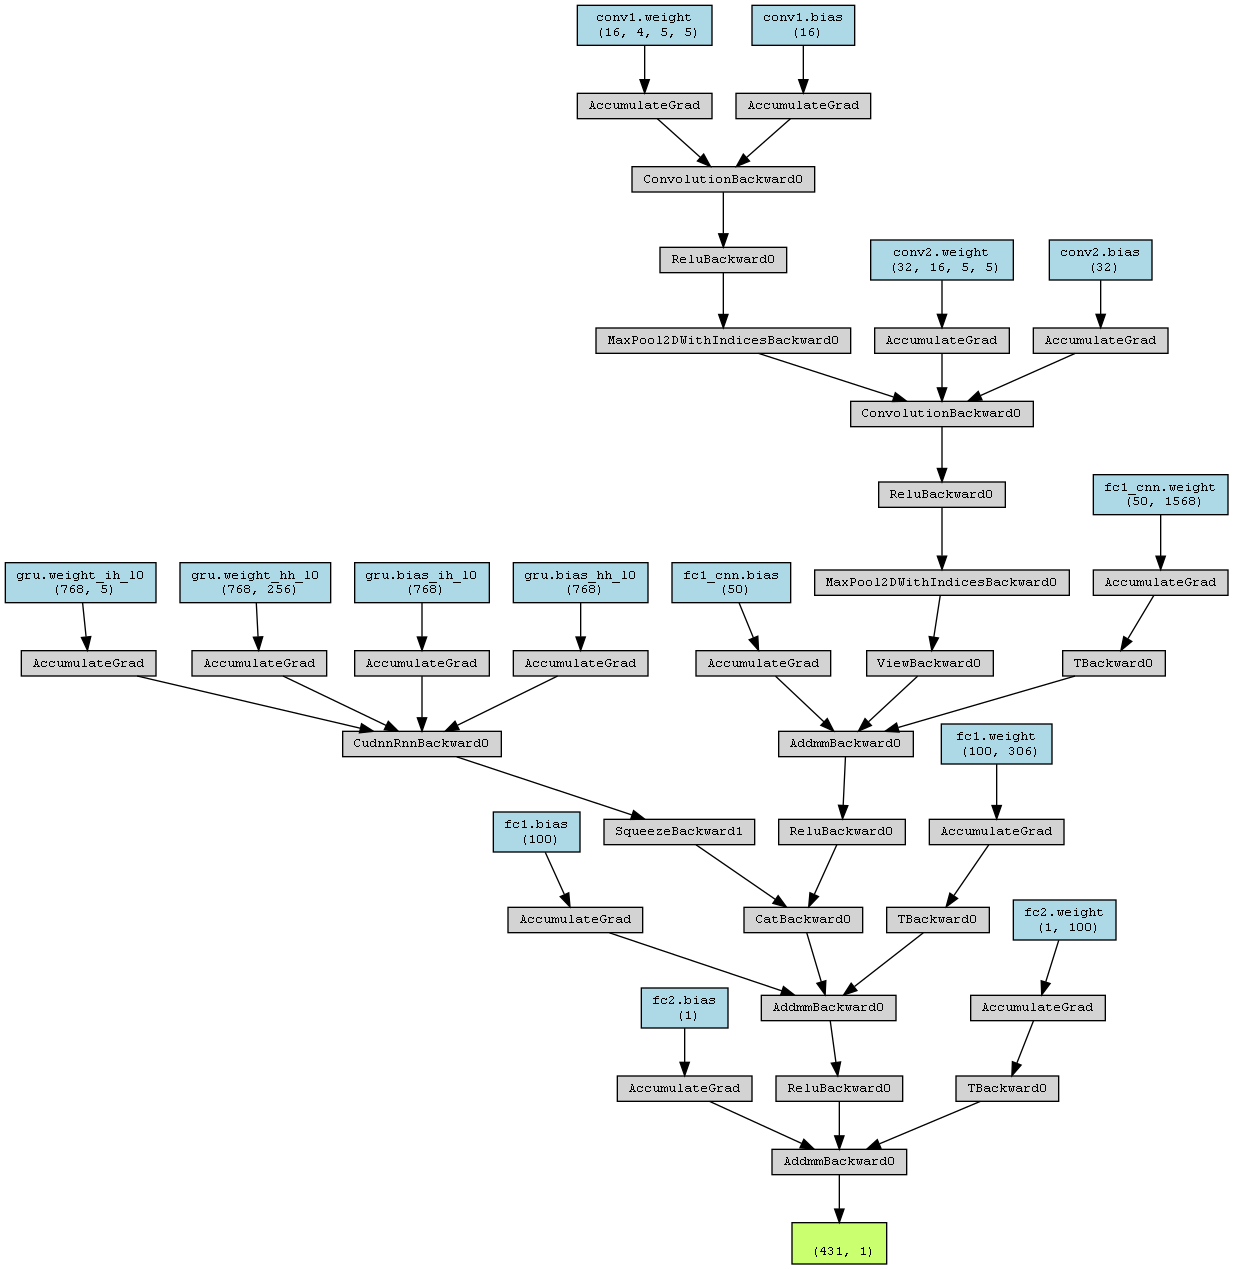 conv1.weight
(16, 4, 5, 5)
conv1.bias
(16)
AccumulateGrad
AccumulateGrad
ConvolutionBackward0
ReluBackward0
conv2.weight
(32, 16, 5, 5)
conv2.bias
(32)
MaxPool2DWithIndicesBackward0
AccumulateGrad
AccumulateGrad
ConvolutionBackward0
ReluBackward0
fc1_cnn.weight
(50, 1568)
gru.weight_ih_l0
(768, 5)
gru.weight_hh_l0
(768, 256)
gru.bias_ih_l0
(768)
gru.bias_hh_l0
(768)
fc1_cnn.bias
(50)
MaxPool2DWithIndicesBackward0
AccumulateGrad
AccumulateGrad
AccumulateGrad
AccumulateGrad
AccumulateGrad
AccumulateGrad
ViewBackward0
TBackward0
CudnnRnnBackward0
AddmmBackward0
fc1.weight
(100, 306)
fc1.bias
(100)
SqueezeBackward1
ReluBackward0
AccumulateGrad
AccumulateGrad
CatBackward0
TBackward0
fc2.weight
(1, 100)
fc2.bias
(1)
AddmmBackward0
AccumulateGrad
AccumulateGrad
ReluBackward0
TBackward0
AddmmBackward0
(431, 1)